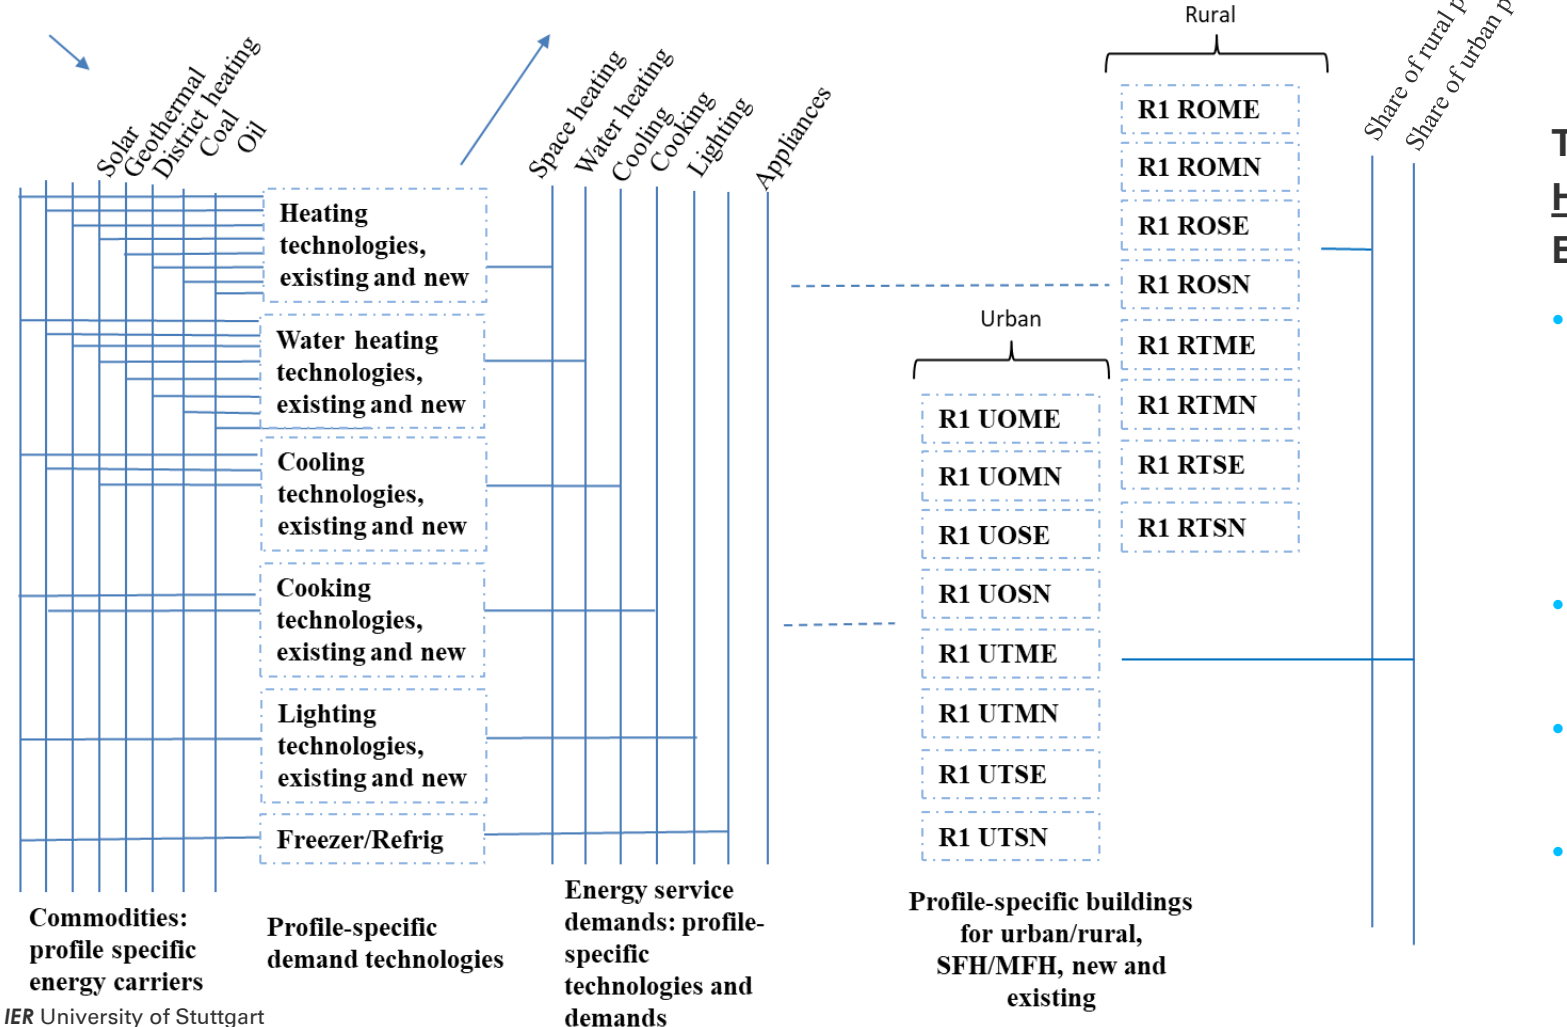 Solar
Geothermal
District heating
Coal
Oil
Space heating
Water heating
Cooling
Cooking
Lighting
Appliances
Rural
Share of rural
Share of urban
Heating
technologies,
existing and new
Water heating
technologies,
existing and new
Cooling
technologies,
existing and new
Cooking
technologies,
existing and new
Lighting
technologies,
existing and new
Freezer/Refrig
R1 ROME
R1 ROMN
R1 ROSE
R1 ROSN
R1 RTME
R1 RTMN
R1 RTSE
R1 RTSN
Urban
R1 UOME
R1 UOMN
R1 UOSE
R1 UOSN
R1 UTME
R1 UTMN
R1 UTSE
R1 UTSN
Commodities:
profile specific
energy carriers
Profile-specific
demand technologies
Energy service
demands: profile-
specific
technologies and
demands
Profile-specific buildings
for urban/rural,
SFH/MFH, new and
existing
IER University of Stuttgart